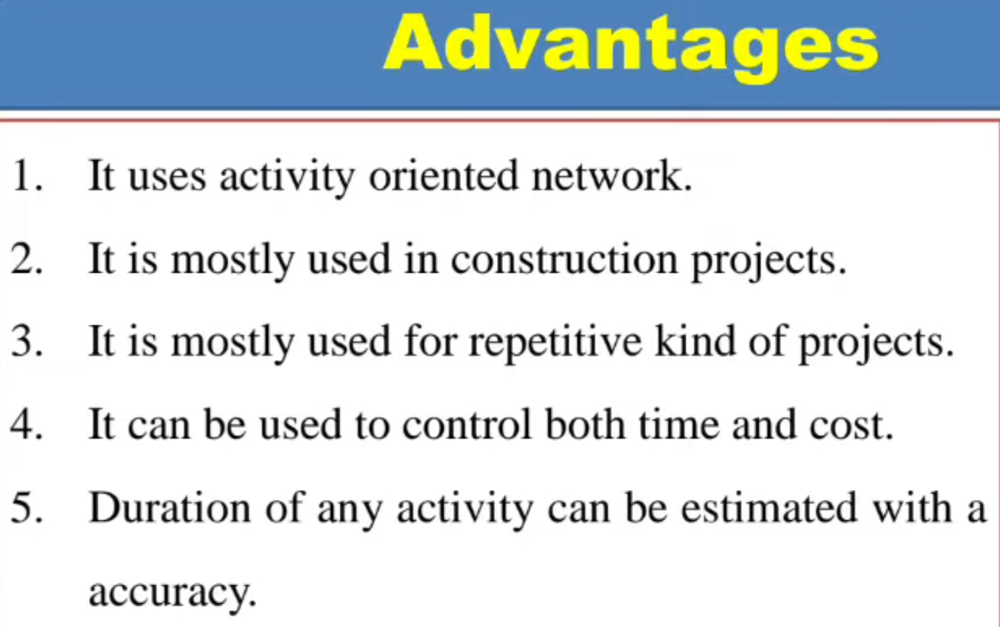 Advantages
1. It uses activity oriented network.
2. It is mostly used in construction projects.
3. It is mostly used for repetitive kind of projects.
4. It can be used to control both time and cost.
5. Duration of any activity can be estimated with a
accuracy.